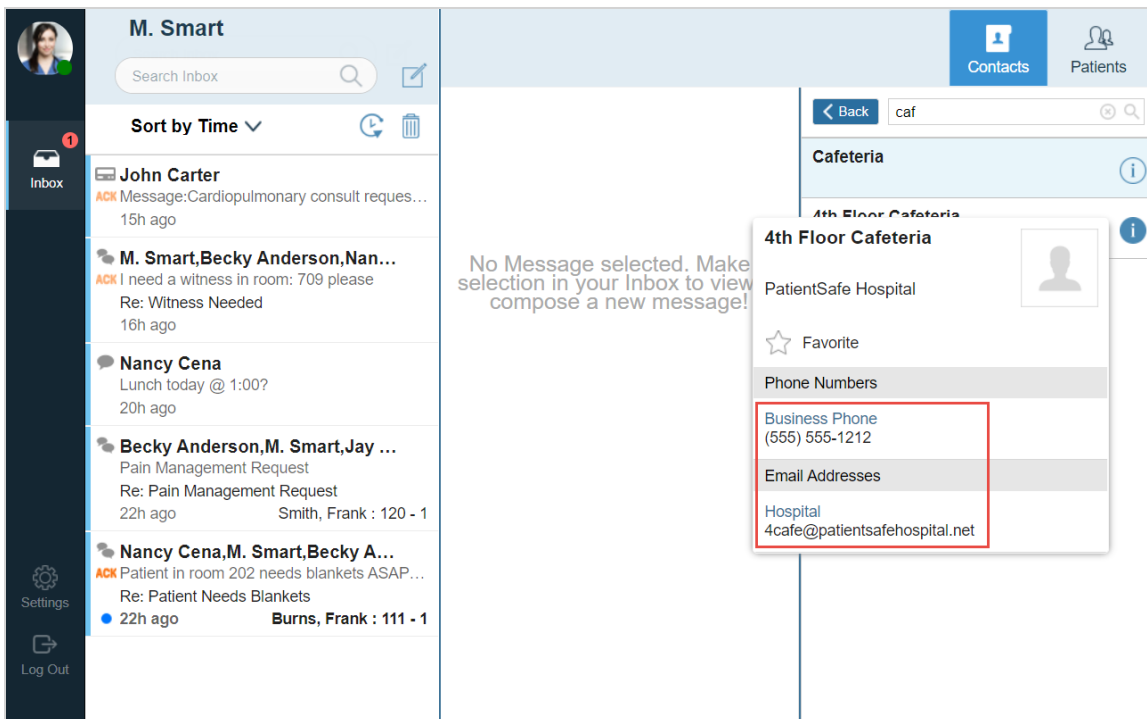 M. Smart
Search Inbox
Sort by Time
1
Inbox
John Carter
ACK Message:Cardiopulmonary consult reques…
15h ago
M. Smart,Becky Anderson,Nan…
ACK I need a witness in room: 709 please
Re: Witness Needed
16h ago
Nancy Cena
Lunch today @ 1:00?
20h ago
Becky Anderson,M. Smart,Jay …
Pain Management Request
Re: Pain Management Request
22h ago Smith, Frank : 120 - 1
Nancy Cena,M. Smart,Becky A…
ACK Patient in room 202 needs blankets ASAP…
Re: Patient Needs Blankets
22h ago Burns, Frank : 111 - 1
Settings
Log Out
No Message selected. Make
selection in your Inbox to view
compose a new message!
Contacts
Patients
Back
caf
Cafeteria
4th Floor Cafeteria
4th Floor Cafeteria
PatientSafe Hospital
Favorite
Phone Numbers
Business Phone
(555) 555-1212
Email Addresses
Hospital
4cafe@patientsafehospital.net